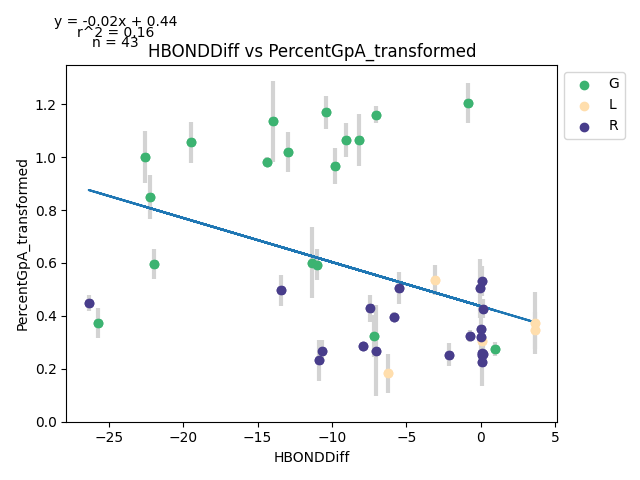 y = -0.02x + 0.44
r^2 = 0.16
n = 43
HBONDDiff vs PercentGpA_transformed
G
L
R
PercentGpA_transformed
1.2
1.0
0.8
0.6
0.4
0.2
0.0
−25
−20
−15
−10
−5
0
5
HBONDDiff